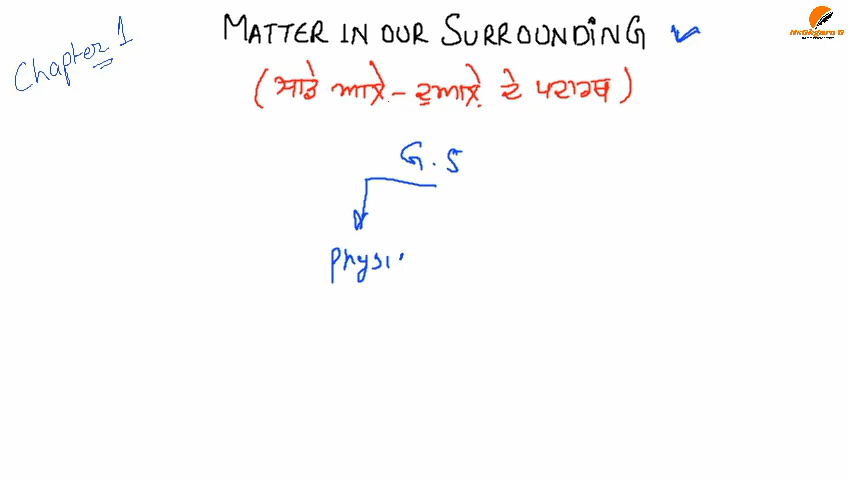 Chapter 1
MATTER IN OUR SURROUNDING
(ਸਾਡੇ ਆਲੇ - ਦੁਆਲੇ ਦੇ ਪਦਾਰਥ)
G.S
Physi